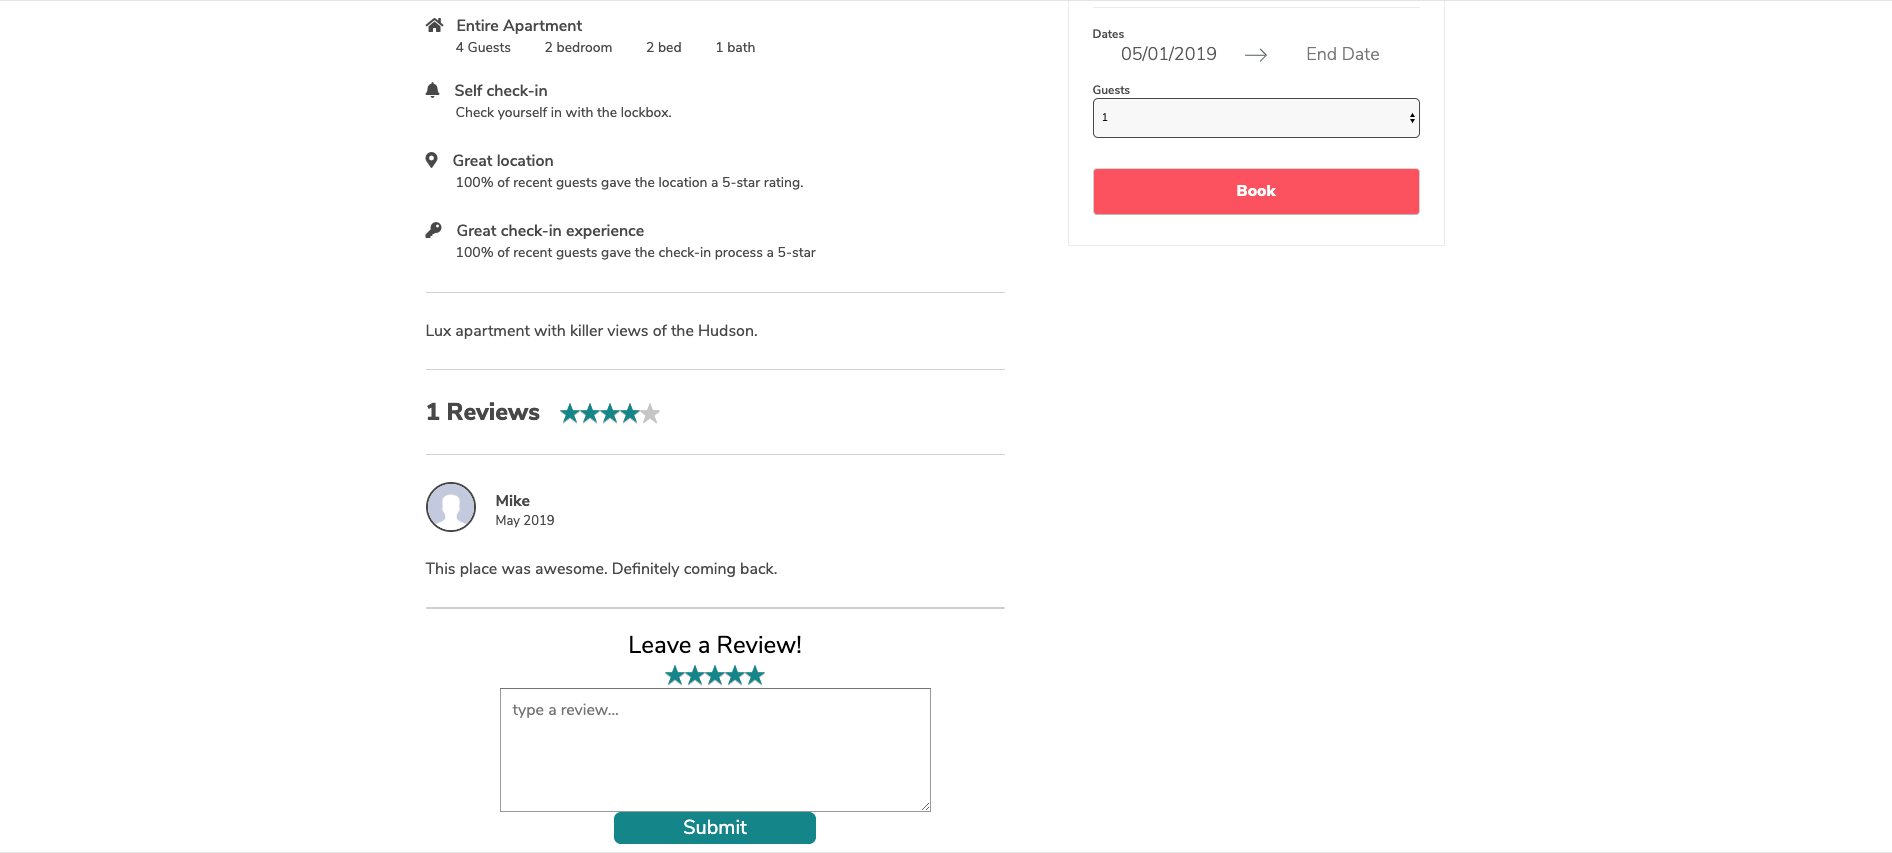 Entire Apartment
4 Guests 2 bedroom 2 bed 1 bath
Self check-in
Check yourself in with the lockbox.
Great location
100% of recent guests gave the location a 5-star rating.
Great check-in experience
100% of recent guests gave the check-in process a 5-star
Lux apartment with killer views of the Hudson.
1 Reviews
Mike
May 2019
This place was awesome. Definitely coming back.
Leave a Review!
type a review...
Submit
Dates
05/01/2019 → End Date
Guests
1
Book